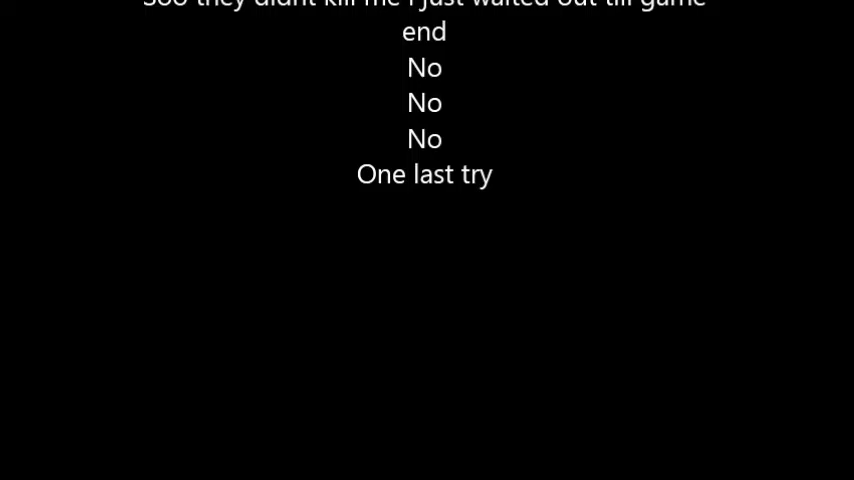 Soo they didnt kill me i just waited out till game
end
No
No
No
One last try